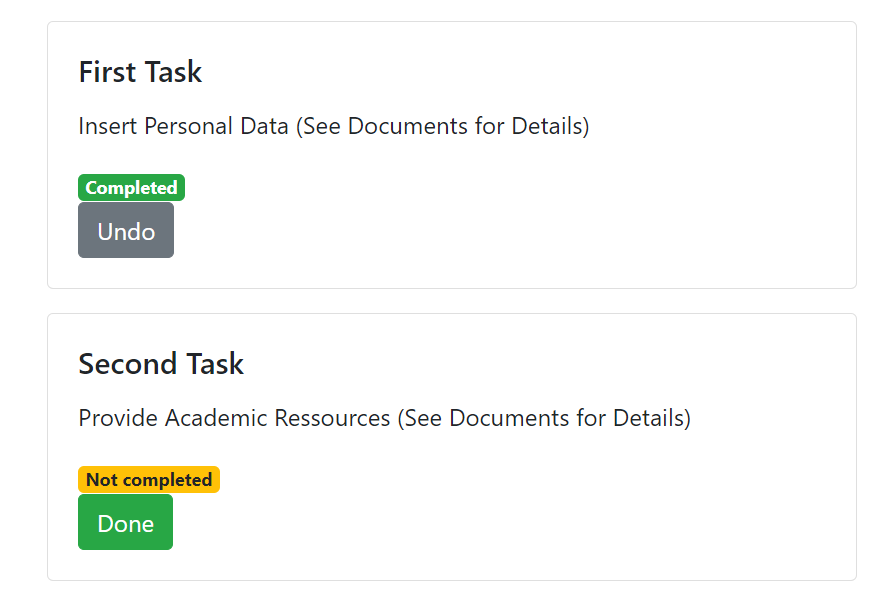 First Task
Insert Personal Data (See Documents for Details)
Completed
Undo
Second Task
Provide Academic Ressources (See Documents for Details)
Not completed
Done